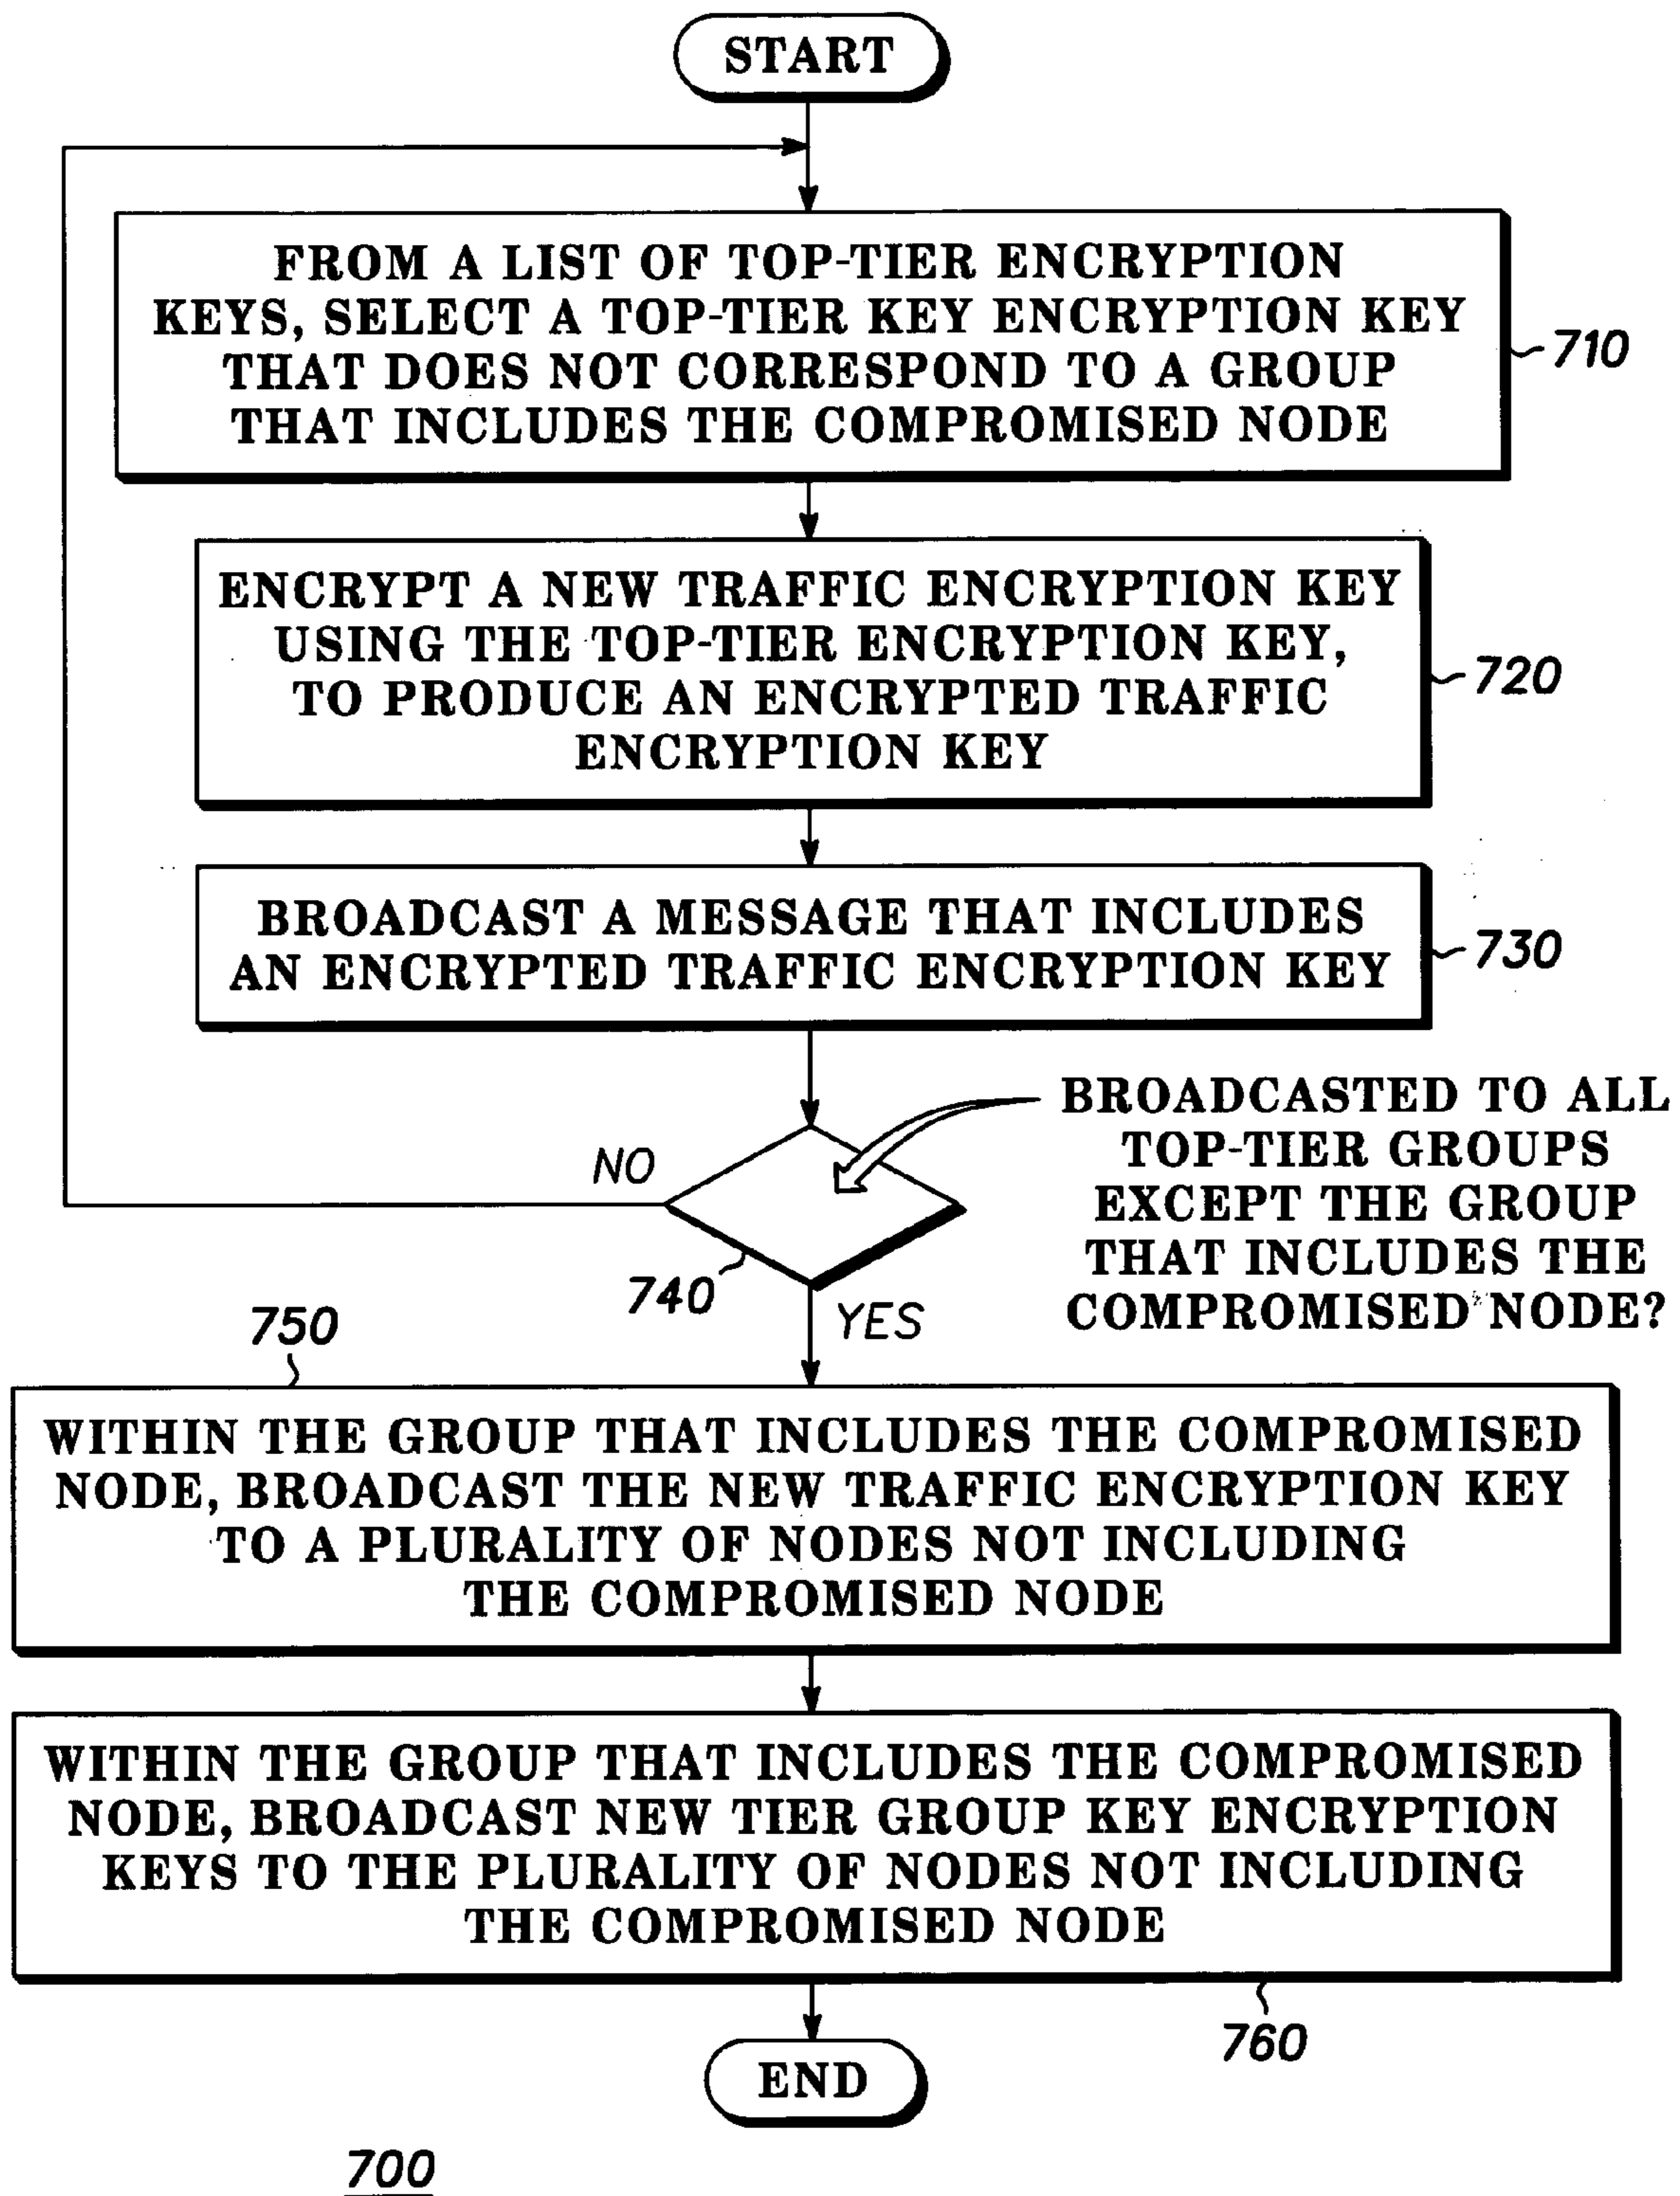 START
FROM A LIST OF TOP-TIER ENCRYPTION
KEYS, SELECT A TOP-TIER KEY ENCRYPTION KEY
THAT DOES NOT CORRESPOND TO A GROUP
THAT INCLUDES THE COMPROMISED NODE
710
ENCRYPT A NEW TRAFFIC ENCRYPTION KEY
USING THE TOP-TIER ENCRYPTION KEY,
TO PRODUCE AN ENCRYPTED TRAFFIC
ENCRYPTION KEY
720
BROADCAST A MESSAGE THAT INCLUDES
AN ENCRYPTED TRAFFIC ENCRYPTION KEY
730
BROADCASTED TO ALL
TOP-TIER GROUPS
EXCEPT THE GROUP
THAT INCLUDES THE
COMPROMISED NODE?
NO
740
YES
750
WITHIN THE GROUP THAT INCLUDES THE COMPROMISED
NODE, BROADCAST THE NEW TRAFFIC ENCRYPTION KEY
TO A PLURALITY OF NODES NOT INCLUDING
THE COMPROMISED NODE
WITHIN THE GROUP THAT INCLUDES THE COMPROMISED
NODE, BROADCAST NEW TIER GROUP KEY ENCRYPTION
KEYS TO THE PLURALITY OF NODES NOT INCLUDING
THE COMPROMISED NODE
760
END
700